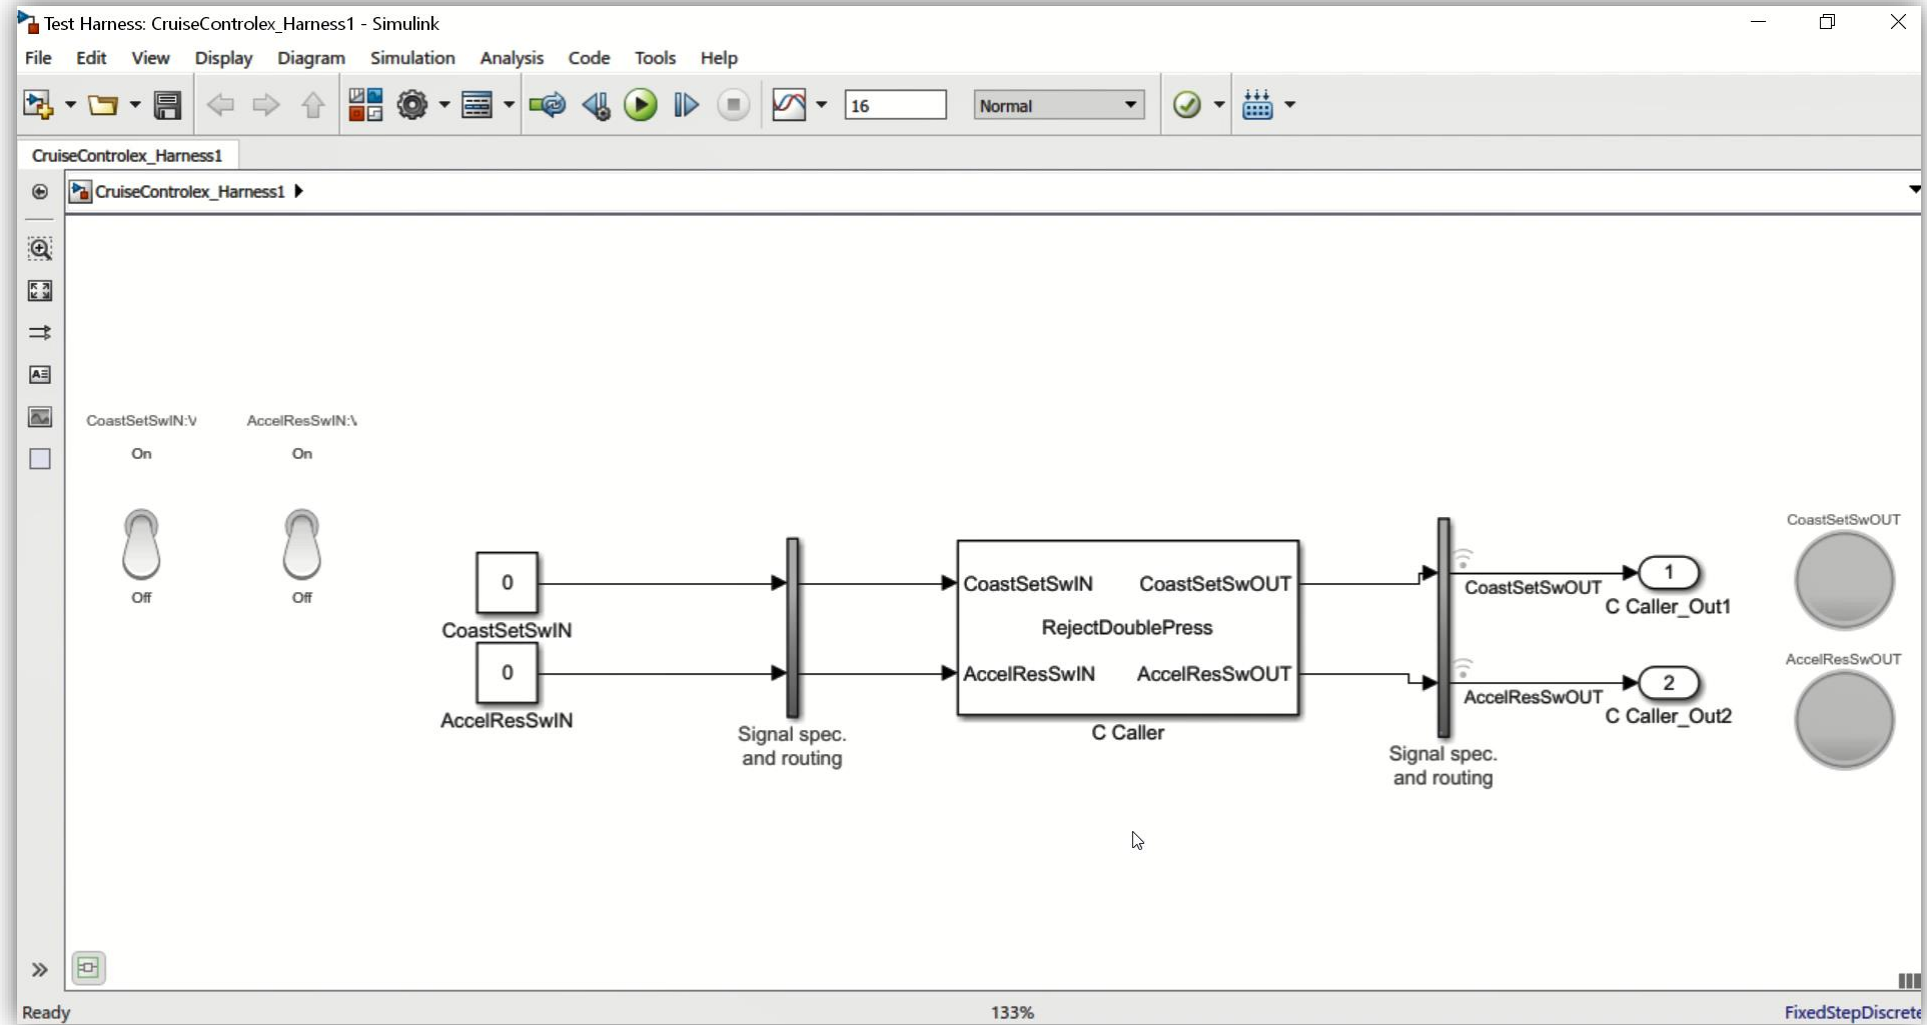 Test Harness: CruiseControlex_Harness1 - Simulink
File Edit View Display Diagram Simulation Analysis Code Tools Help
16
Normal
CruiseControlex_Harness1
CruiseControlex_Harness1
CoastSetSwIN:V
AccelResSwIN:\
On
On
Off
Off
0
CoastSetSwIN
0
AccelResSwIN
Signal spec.
and routing
CoastSetSwIN CoastSetSwOUT
RejectDoublePress
AccelResSwIN AccelResSwOUT
C Caller
Signal spec.
and routing
CoastSetSwOUT
1
C Caller_Out1
AccelResSwOUT
2
C Caller_Out2
CoastSetSwOUT
AccelResSwOUT
Ready
133%
FixedStepDiscrete